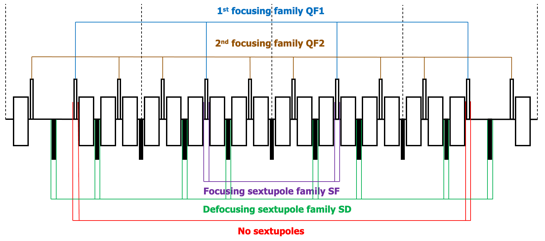 1st focusing family QF1
2nd focusing family QF2
Focusing sextupole family SF
Defocusing sextupole family SD
No sextupoles